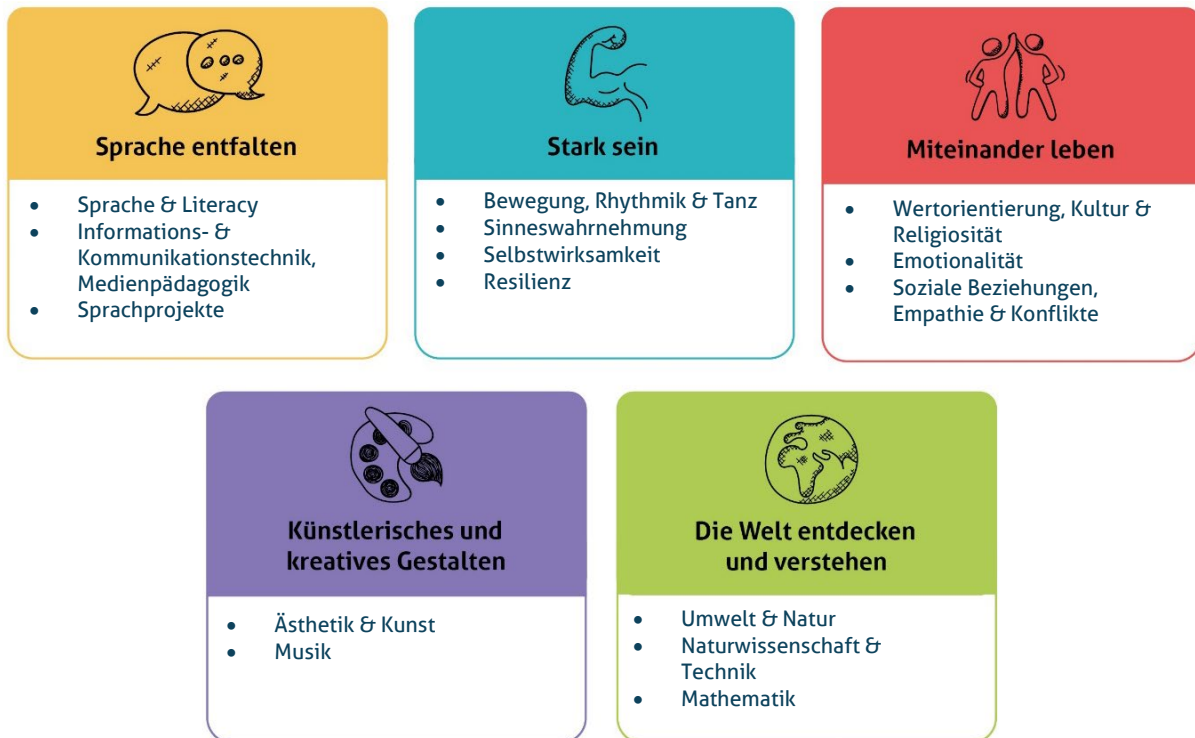 Sprache entfalten
• Sprache & Literacy
• Informations- &
Kommunikationstechnik,
Medienpädagogik
• Sprachprojekte
Stark sein
• Bewegung, Rhythmik & Tanz
• Sinneswahrnehmung
• Selbstwirksamkeit
• Resilienz
Miteinander leben
• Wertorientierung, Kultur &
Religiosität
• Emotionalität
• Soziale Beziehungen,
Empathie & Konflikte
Künstlerisches und
kreatives Gestalten
• Ästhetik & Kunst
• Musik
Die Welt entdecken
und verstehen
• Umwelt & Natur
• Naturwissenschaft &
Technik
• Mathematik